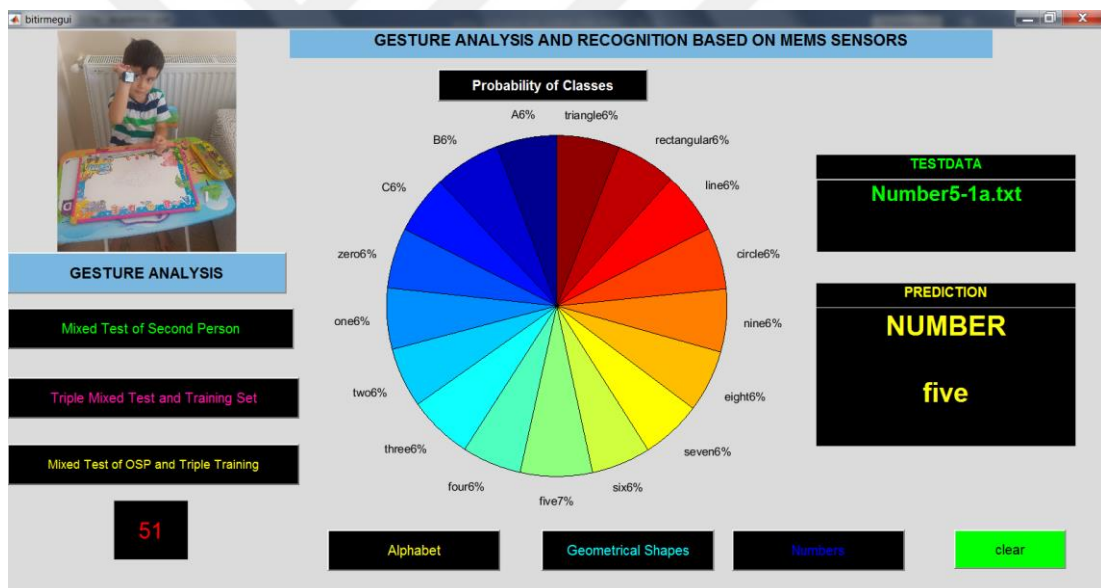 bitirmegui
GESTURE ANALYSIS AND RECOGNITION BASED ON MEMS SENSORS
Probability of Classes
A6%
triangle6%
B6%
rectangular6%
C6%
line6%
zero6%
circle6%
one6%
nine6%
two6%
eight6%
three6%
seven6%
four6%
six6%
five7%
GESTURE ANALYSIS
Mixed Test of Second Person
Triple Mixed Test and Training Set
Mixed Test of OSP and Triple Training
51
TESTDATA
Number5-1a.txt
PREDICTION
NUMBER
five
Alphabet
Geometrical Shapes
Numbers
clear